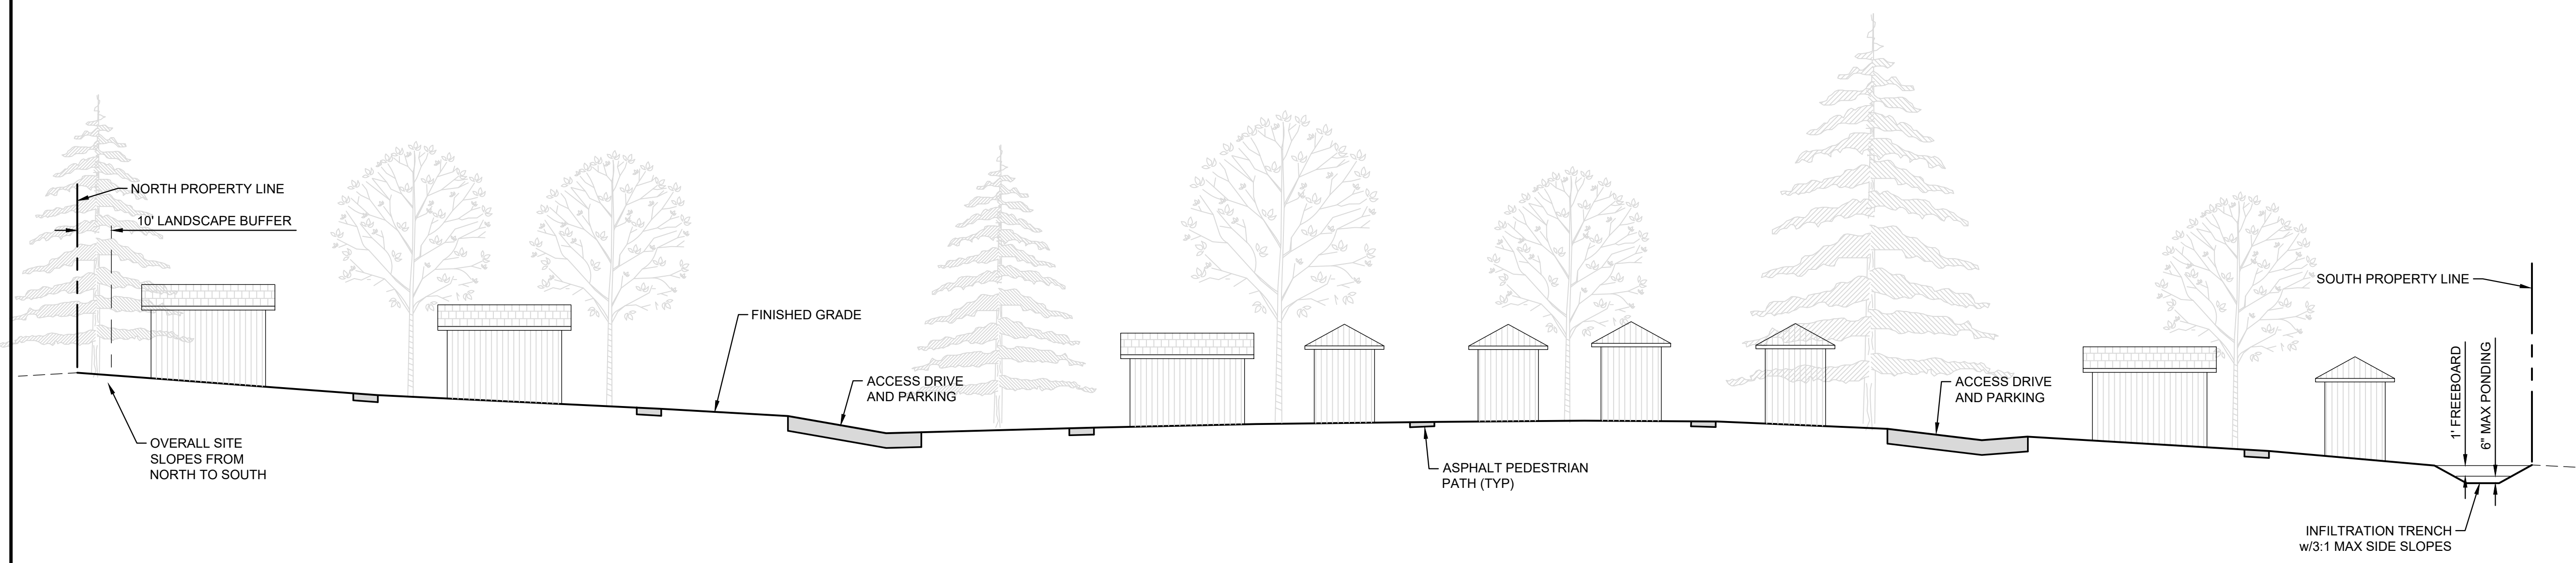 NORTH PROPERTY LINE
10' LANDSCAPE BUFFER
OVERALL SITE
SLOPES FROM
NORTH TO SOUTH
FINISHED GRADE
ACCESS DRIVE
AND PARKING
ASPHALT PEDESTRIAN
PATH (TYP)
ACCESS DRIVE
AND PARKING
SOUTH PROPERTY LINE
1' FREEBOARD
6" MAX PONDING
INFILTRATION TRENCH
w/3:1 MAX SIDE SLOPES